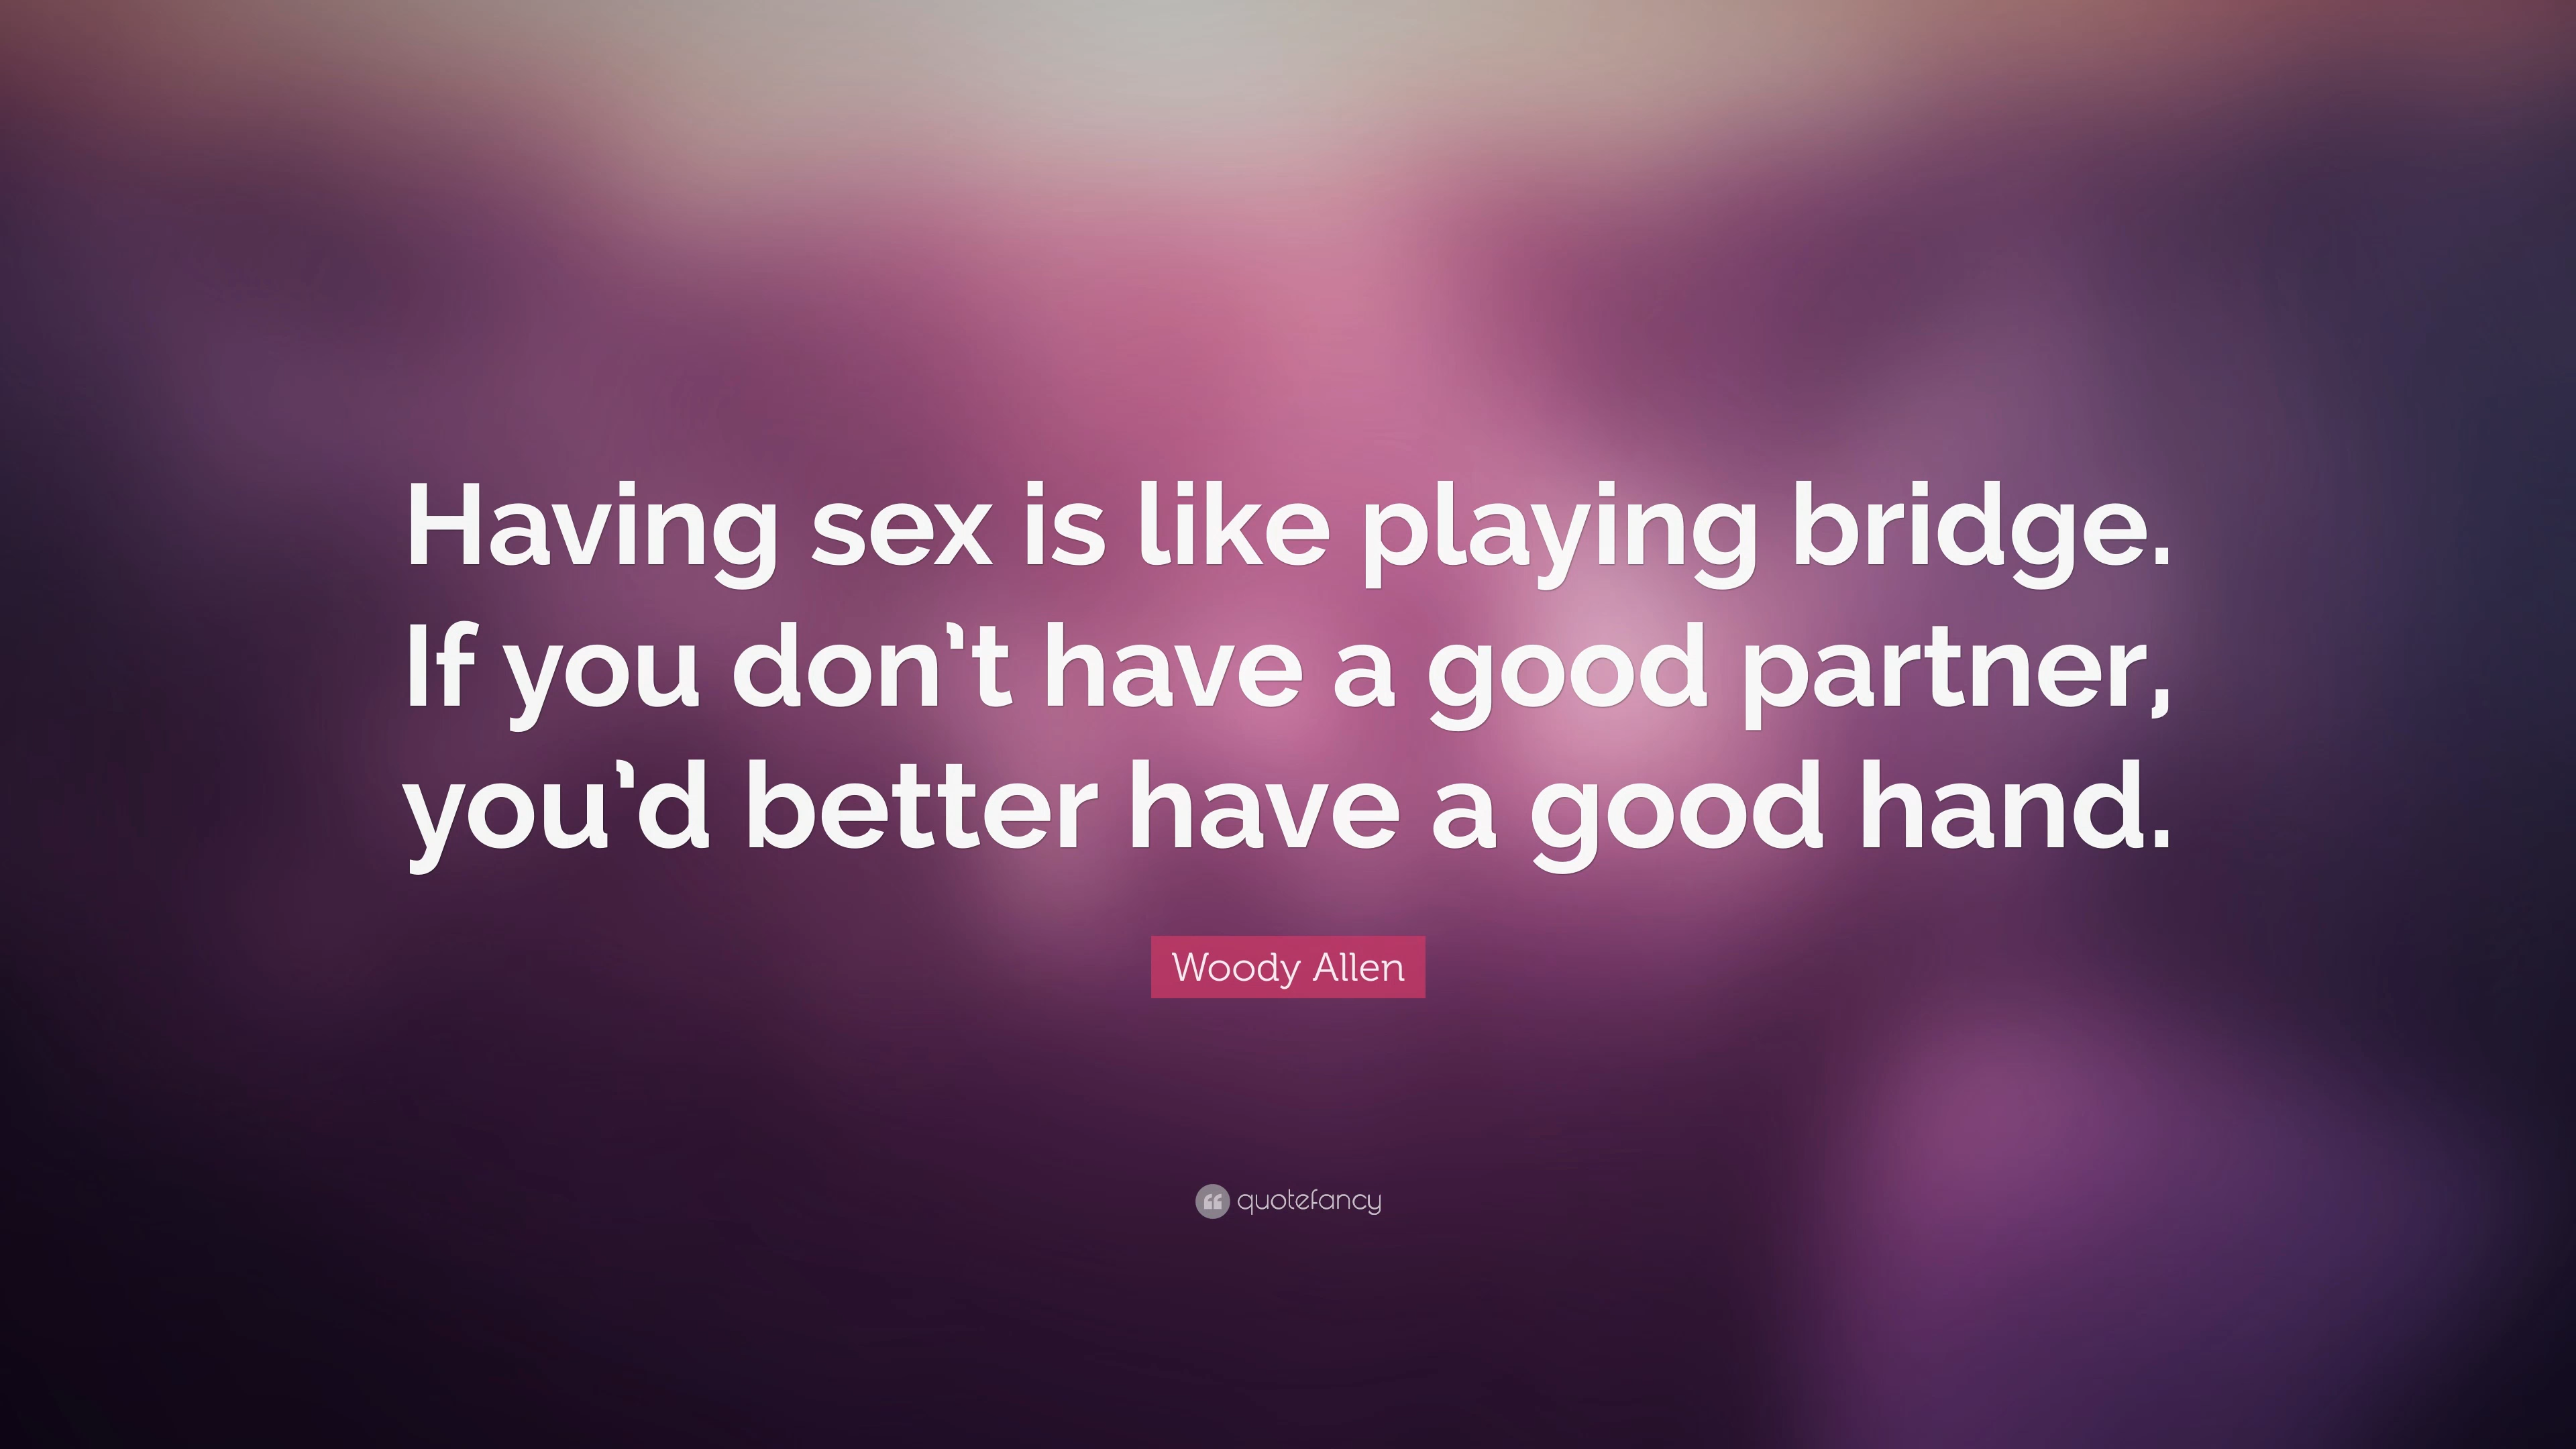 Having sex is like playing bridge.
If you don’t have a good partner,
you’d better have a good hand.
Woody Allen
quotefancy